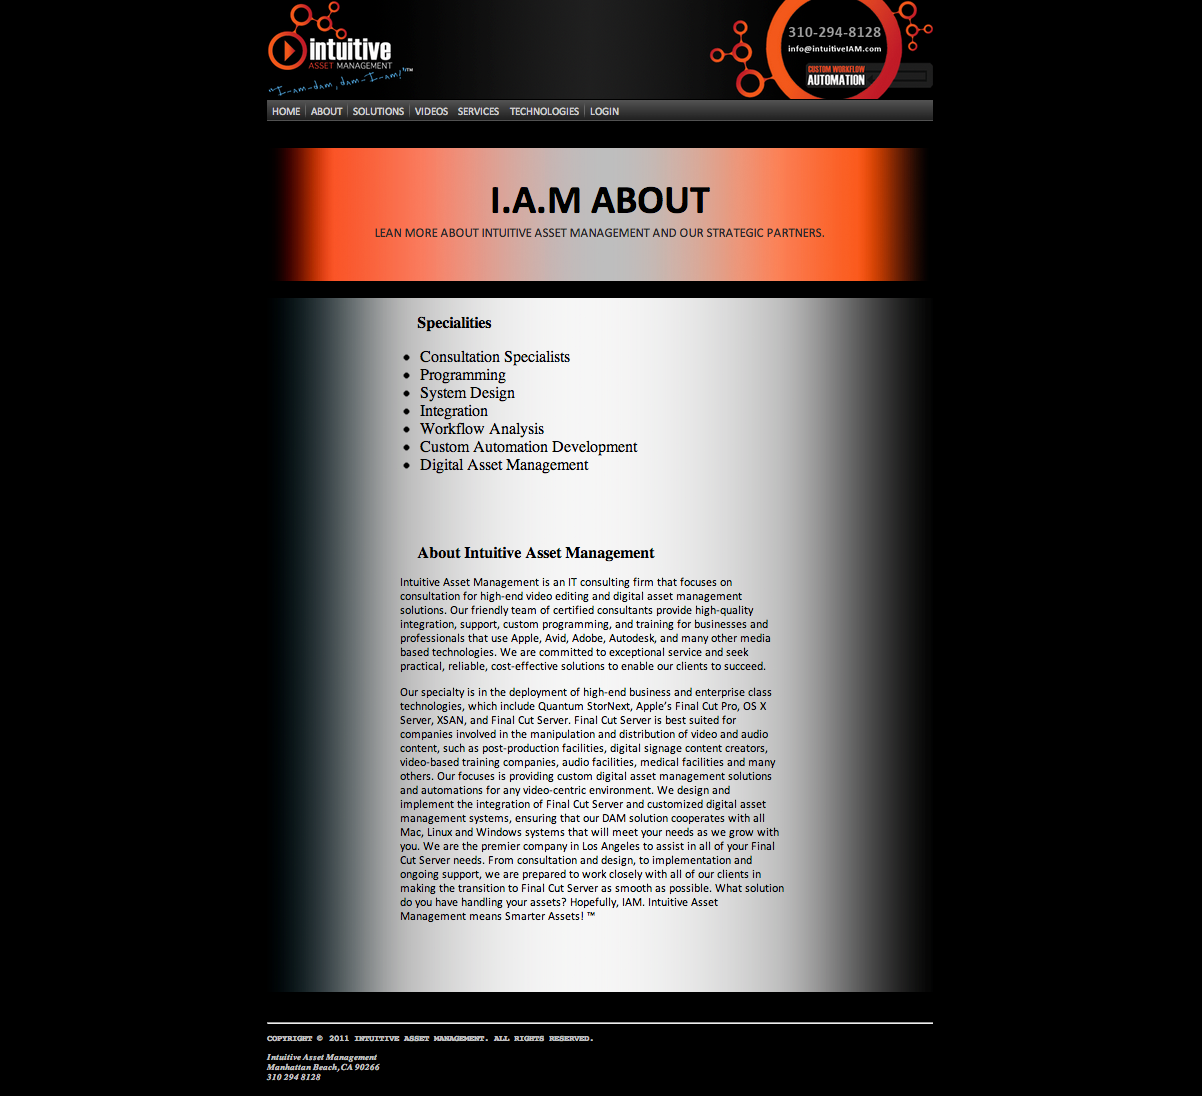 intuitive
ASSET MANAGEMENT
"I-am-dam, dam-I-am!"™
310-294-8128
info@intuitiveIAM.com
CUSTOM WORKFLOW
AUTOMATION
HOME ABOUT SOLUTIONS VIDEOS SERVICES TECHNOLOGIES LOGIN
I.A.M ABOUT
LEAN MORE ABOUT INTUITIVE ASSET MANAGEMENT AND OUR STRATEGIC PARTNERS.
Specialities
• Consultation Specialists
• Programming
• System Design
• Integration
• Workflow Analysis
• Custom Automation Development
• Digital Asset Management
About Intuitive Asset Management
Intuitive Asset Management is an IT consulting firm that focuses on
consultation for high-end video editing and digital asset management
solutions. Our friendly team of certified consultants provide high-quality
integration, support, custom programming, and training for businesses and
professionals that use Apple, Avid, Adobe, Autodesk, and many other media
based technologies. We are committed to exceptional service and seek
practical, reliable, cost-effective solutions to enable our clients to succeed.
Our specialty is in the deployment of high-end business and enterprise class
technologies, which include Quantum StorNext, Apple's Final Cut Pro, OS X
Server, XSAN, and Final Cut Server. Final Cut Server is best suited for
companies involved in the manipulation and distribution of video and audio
content, such as post-production facilities, digital signage content creators,
video-based training companies, audio facilities, medical facilities and many
others. Our focuses is providing custom digital asset management solutions
and automations for any video-centric environment. We design and
implement the integration of Final Cut Server and customized digital asset
management systems, ensuring that our DAM solution cooperates with all
Mac, Linux and Windows systems that will meet your needs as we grow with
you. We are the premier company in Los Angeles to assist in all of your Final
Cut Server needs. From consultation and design, to implementation and
ongoing support, we are prepared to work closely with all of our clients in
making the transition to Final Cut Server as smooth as possible. What solution
do you have handling your assets? Hopefully, IAM. Intuitive Asset
Management means Smarter Assets! ™
COPYRIGHT © 2011 INTUITIVE ASSET MANAGEMENT. ALL RIGHTS RESERVED.
Intuitive Asset Management
Manhattan Beach, CA 90266
310 294 8128